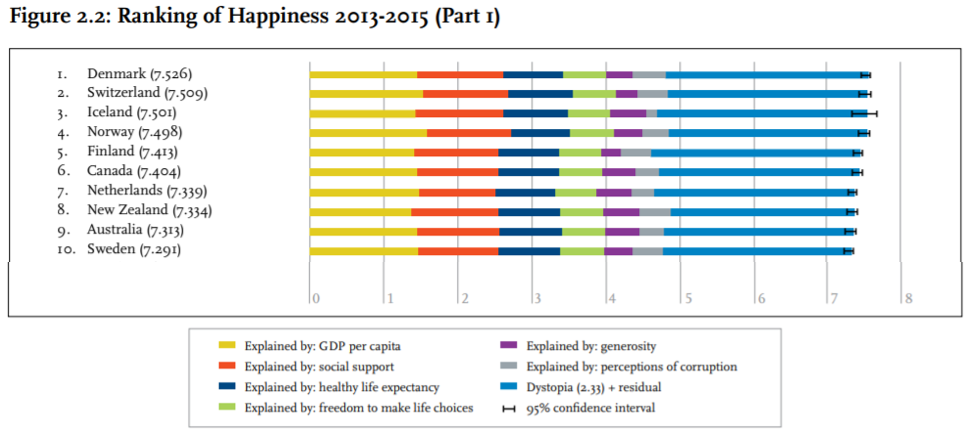 Figure 2.2: Ranking of Happiness 2013-2015 (Part 1)
1. Denmark (7.526)
2. Switzerland (7.509)
3. Iceland (7.501)
4. Norway (7.498)
5. Finland (7.413)
6. Canada (7.404)
7. Netherlands (7.339)
8. New Zealand (7.334)
9. Australia (7.313)
10. Sweden (7.291)
0 1 2 3 4 5 6 7 8
Explained by: GDP per capita
Explained by: social support
Explained by: healthy life expectancy
Explained by: freedom to make life choices
Explained by: generosity
Explained by: perceptions of corruption
Dystopia (2.33) + residual
95% confidence interval